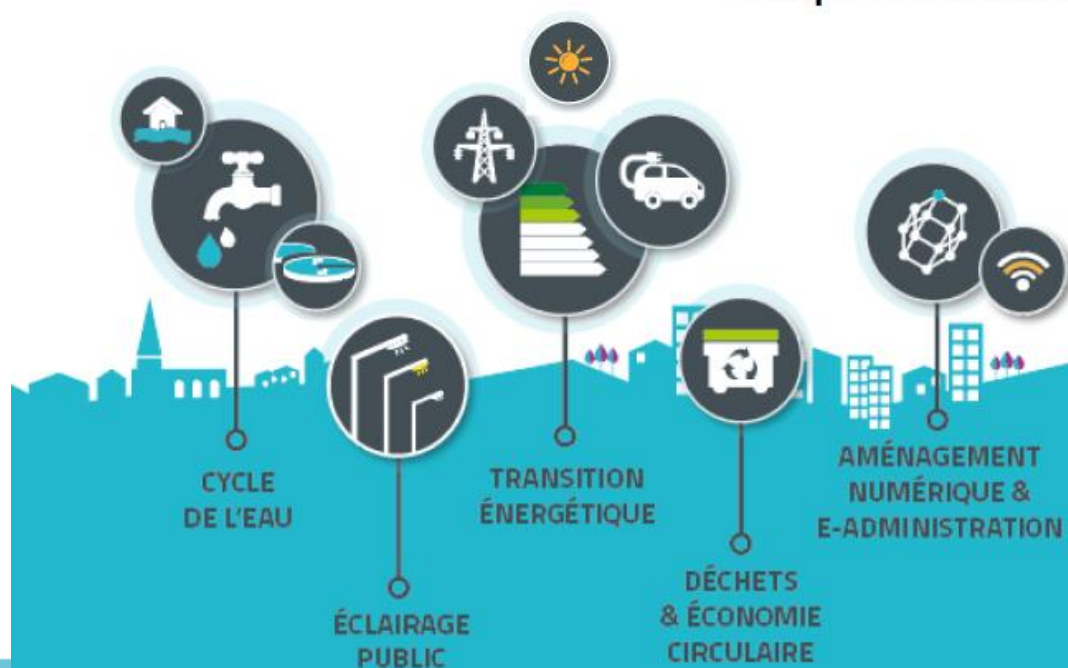 CYCLE
DE L'EAU
ÉCLAIRAGE
PUBLIC
TRANSITION
ÉNERGÉTIQUE
DÉCHETS
& ÉCONOMIE
CIRCULAIRE
AMÉNAGEMENT
NUMÉRIQUE &
E-ADMINISTRATION